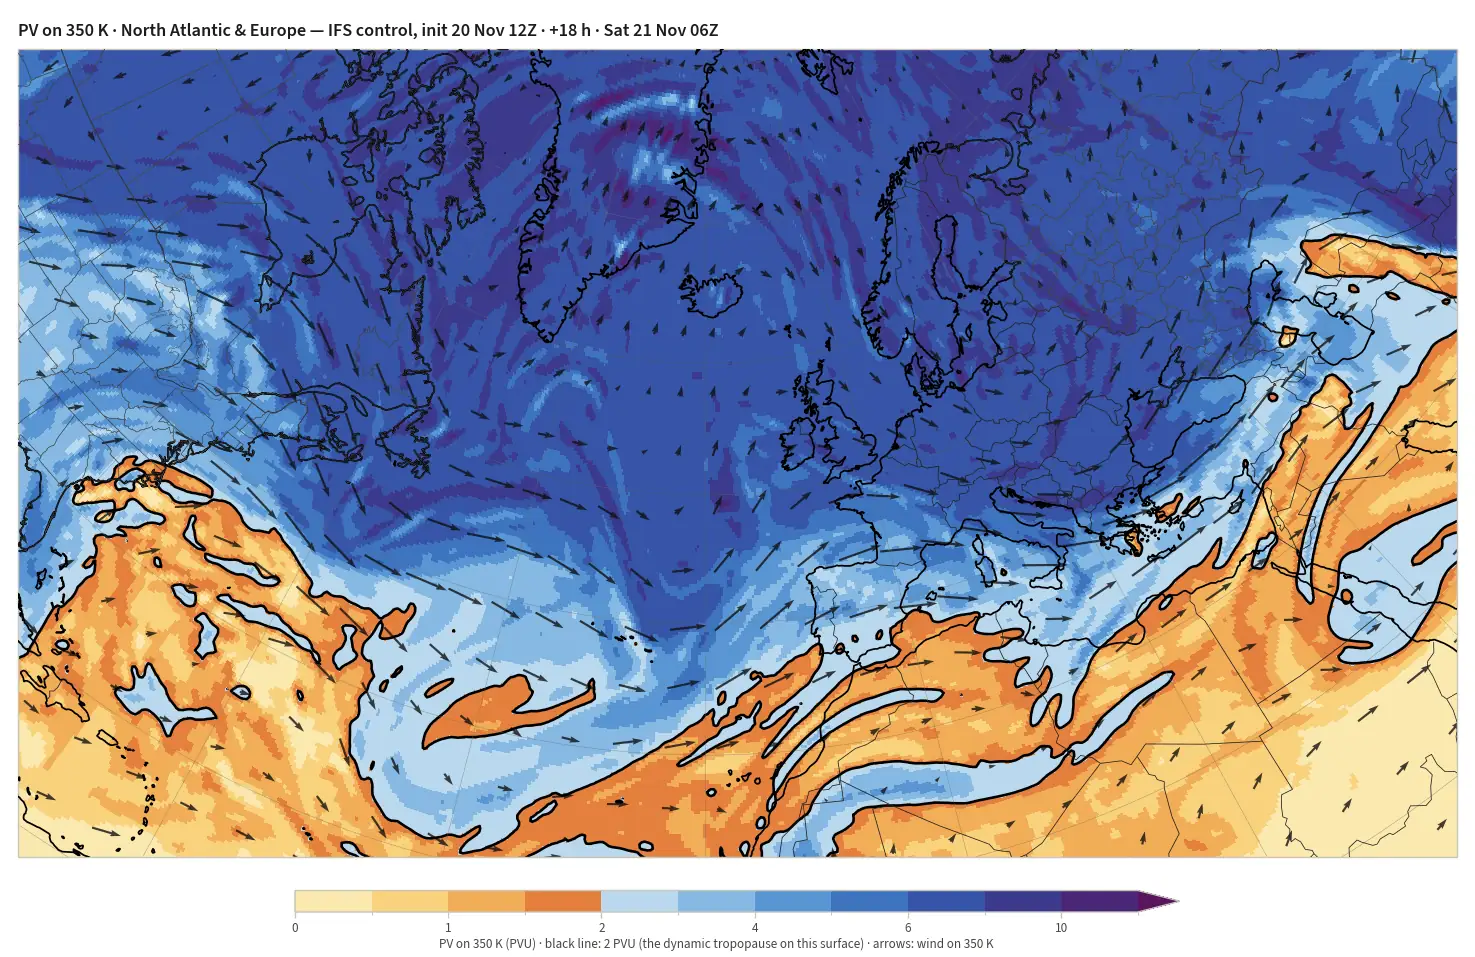 PV on 350 K · North Atlantic & Europe — IFS control, init 20 Nov 12Z · +18 h · Sat 21 Nov 06Z
0 1 2 4 6 10
PV on 350 K (PVU) · black line: 2 PVU (the dynamic tropopause on this surface) · arrows: wind on 350 K